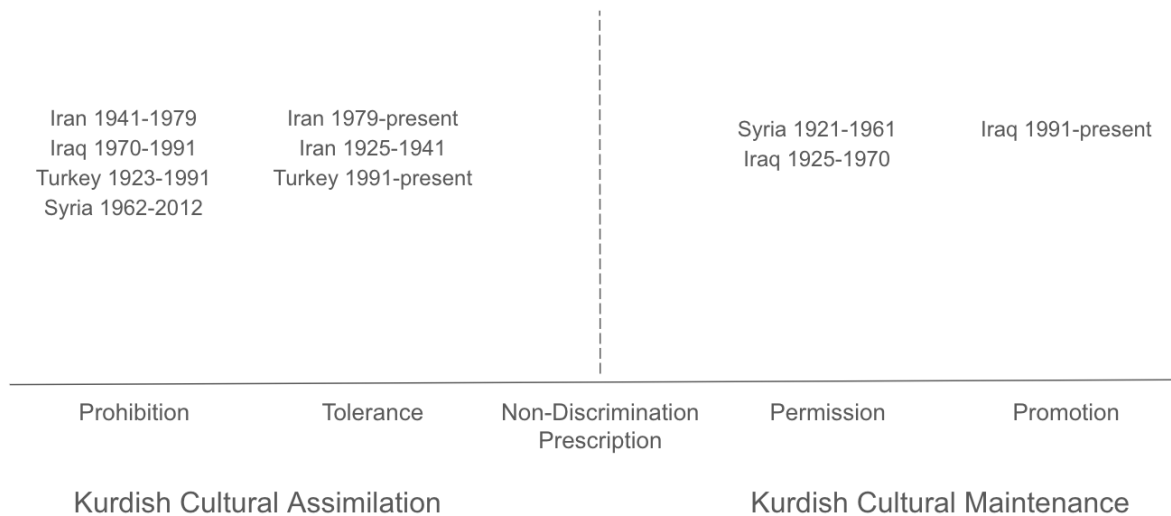 Iran 1941-1979
Iraq 1970-1991
Turkey 1923-1991
Syria 1962-2012
Iran 1979-present
Iran 1925-1941
Turkey 1991-present
Syria 1921-1961
Iraq 1925-1970
Iraq 1991-present
Prohibition
Tolerance
Non-Discrimination
Prescription
Permission
Promotion
Kurdish Cultural Assimilation
Kurdish Cultural Maintenance